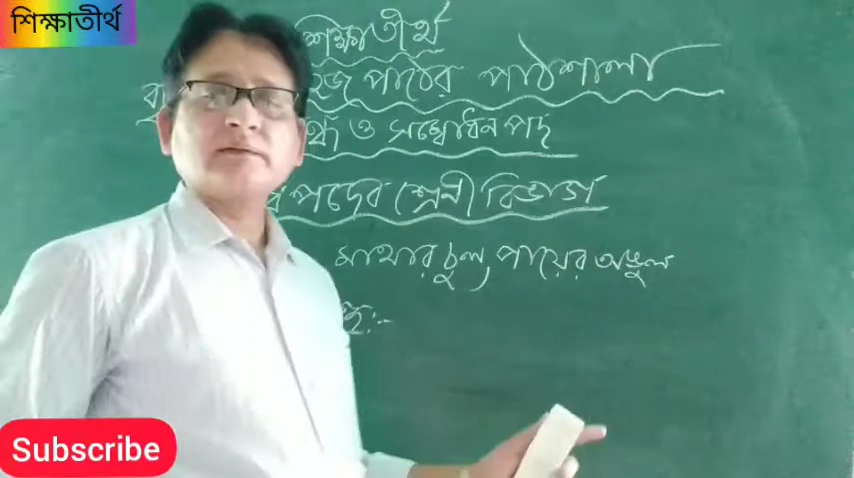 শিক্ষাতীর্থ
শিক্ষাতীর্থ
পাঠের পাঠশালা
ও সম্বোধন পদ
পদের শ্রেনী বিভাগ
মাথার চুল, পায়ের অঙ্গুল
Subscribe